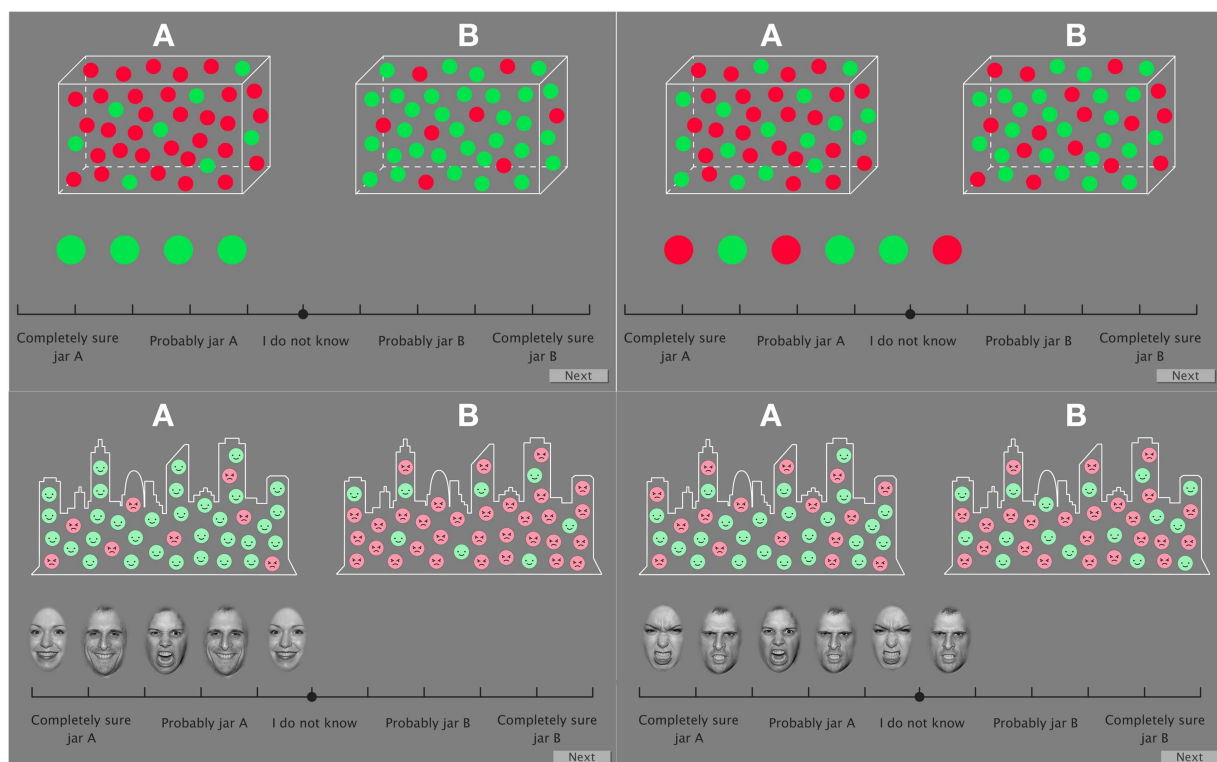 A B
Completely sure jar A
Probably jar A
I do not know
Probably jar B
Completely sure jar B
Next
A B
Completely sure jar A
Probably jar A
I do not know
Probably jar B
Completely sure jar B
Next
A B
Completely sure jar A
Probably jar A
I do not know
Probably jar B
Completely sure jar B
Next
A B
Completely sure jar A
Probably jar A
I do not know
Probably jar B
Completely sure jar B
Next